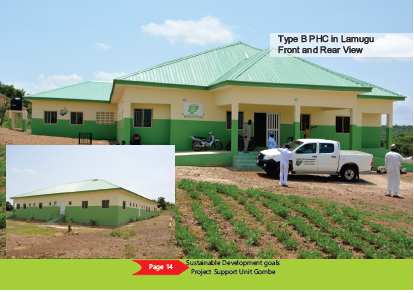 Type B PHC in Lamugu
Front and Rear View
Page 14
Sustainable Development goals
Project Support Unit Gombe